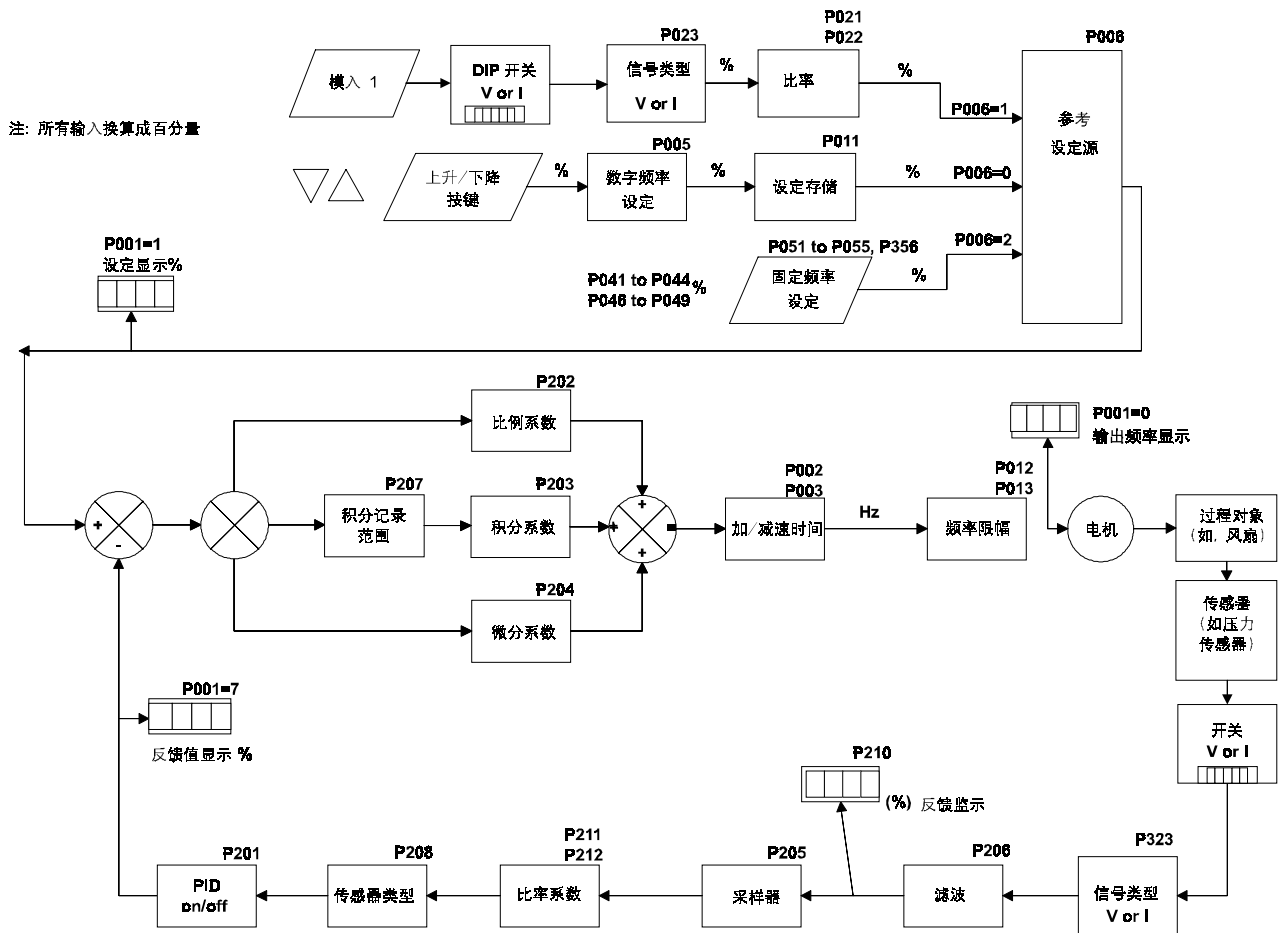 P021
P023
P022
P006
模入 1
DIP 开关
V or I
信号类型
V or I
%
比率
%
P006=1
参考
设定源
注: 所有输入换算成百分量
P005
P011
上升/下降
按键
%
数字频率
设定
%
设定存储
%
P006=0
P051 to P055, P356
P006=2
P041 to P044
P046 to P049
%
固定频率
设定
%
P001=1
设定显示%
P202
比例系数
P001=0
输出频率显示
P207
积分记录
范围
P203
积分系数
P002
P003
加/减速时间
Hz
P012
P013
频率限幅
电机
过程对象
(如, 风扇)
+
-
+
+
+
P204
微分系数
传感器
(如压力
传感器)
P001=7
反馈值显示 %
开关
V or I
P210
(%) 反馈监示
P201
PID
on/off
P208
传感器类型
P211
P212
比率系数
P205
采样器
P206
滤波
P323
信号类型
V or I